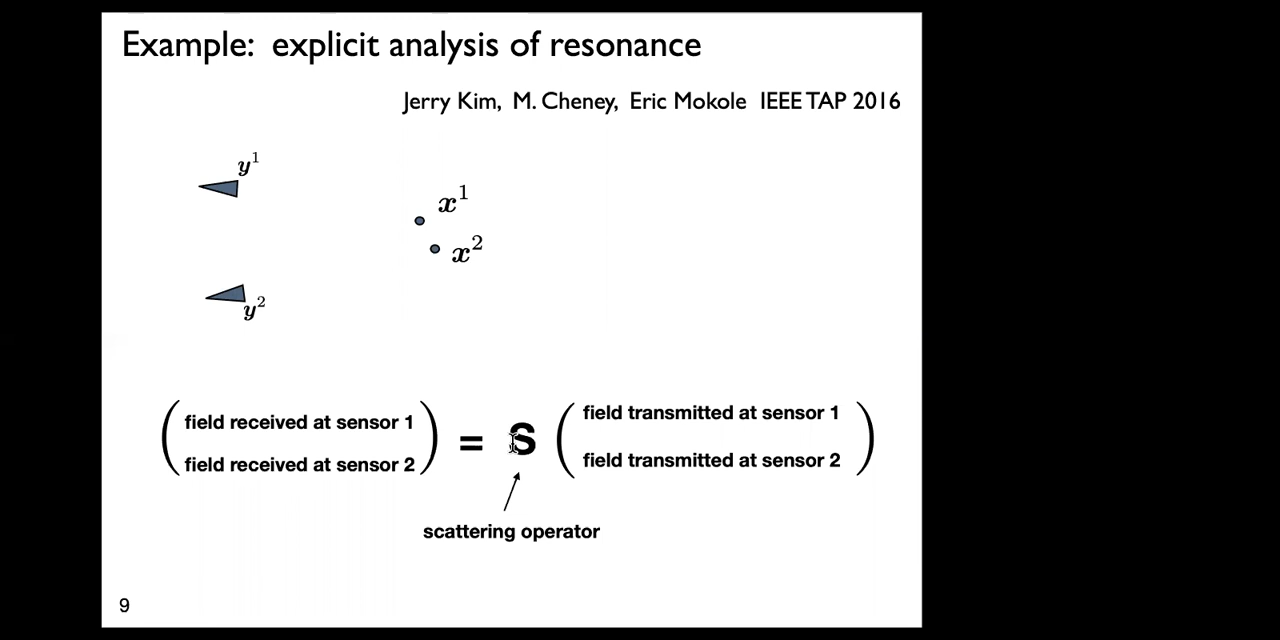 Example: explicit analysis of resonance
Jerry Kim, M. Cheney, Eric Mokole IEEE TAP 2016
y¹
x¹
x²
y²
field received at sensor 1
field received at sensor 2
= S
field transmitted at sensor 1
field transmitted at sensor 2
scattering operator
9